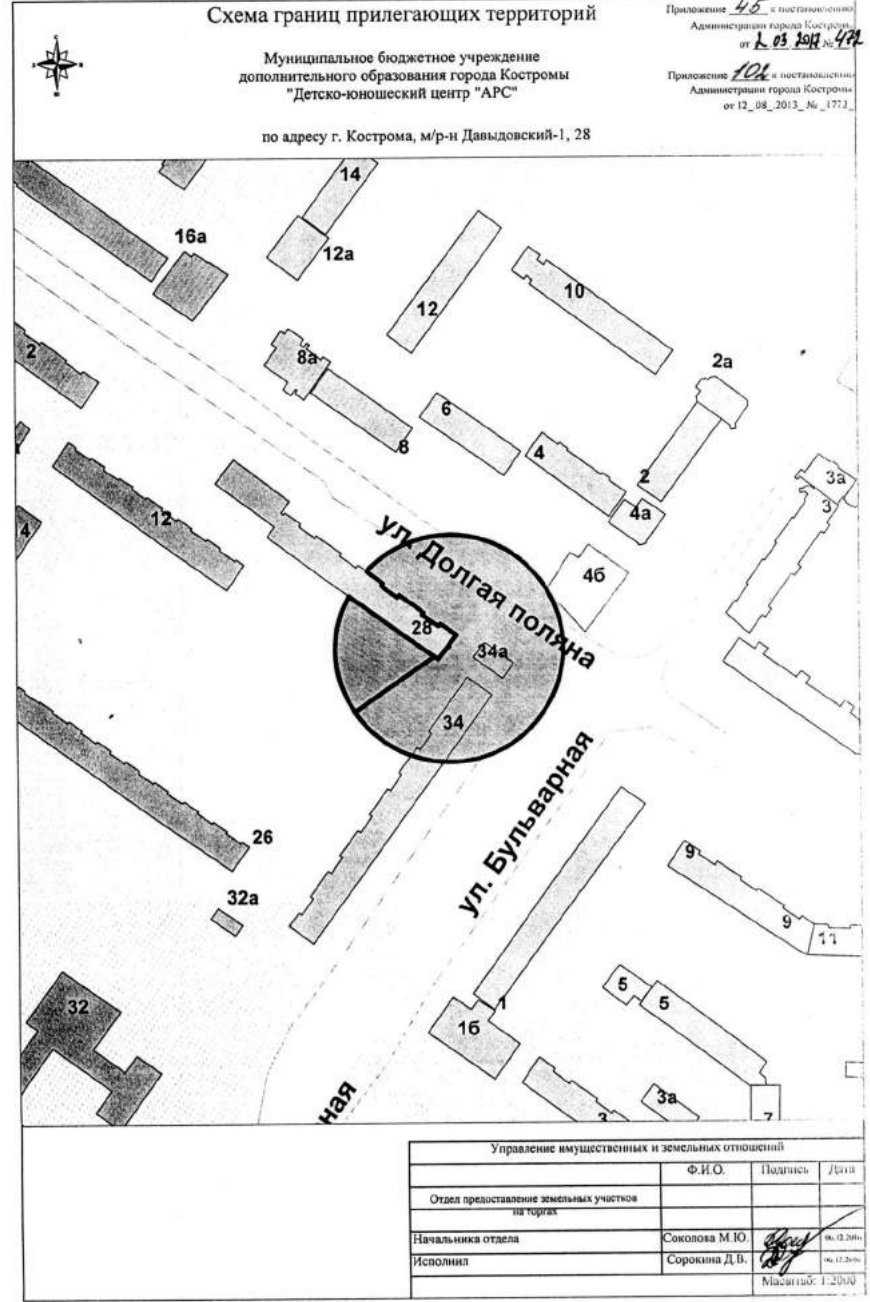 Схема границ прилегающих территорий
Муниципальное бюджетное учреждение
дополнительного образования города Костромы
"Детско-юношеский центр "АРС"
по адресу г. Кострома, м/р-н Давыдовский-1, 28
Приложение 45 к постановлению
Администрации города Костромы
от 2 03 2017 № 472
Приложение 102 к постановлению
Администрации города Костромы
от 12_08_2013_ № _1772_
14
16а
12а
12
10
2
8а
2а
6
8
4
2
3а
3
4а
12
4
ул. Долгая поляна
4б
28
34а
34
ул. Бульварная
26
9
32а
9
11
32
5
5
1
1б
3а
3
7
ная
Управление имущественных и земельных отношений
Ф.И.О. Подпись Дата
Отдел предоставление земельных участков
на торгах
Начальника отдела Соколова М.Ю.
Исполнил Сорокина Д.В.
Масштаб: 1:2000